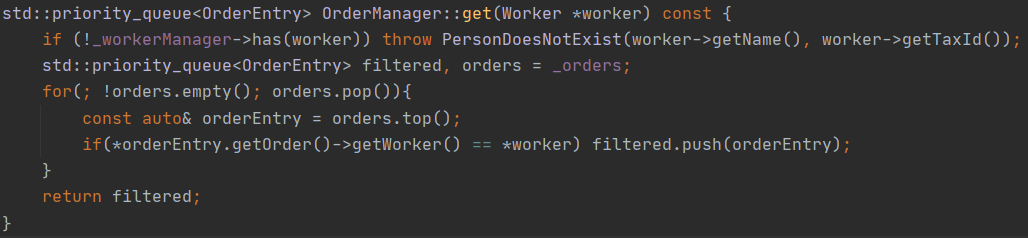 std::priority_queue<OrderEntry> OrderManager::get(Worker *worker) const {
    if (!_workerManager->has(worker)) throw PersonDoesNotExist(worker->getName(), worker->getTaxId());
    std::priority_queue<OrderEntry> filtered, orders = _orders;
    for(; !orders.empty(); orders.pop()){
        const auto& orderEntry = orders.top();
        if(*orderEntry.getOrder()->getWorker() == *worker) filtered.push(orderEntry);
    }
    return filtered;
}